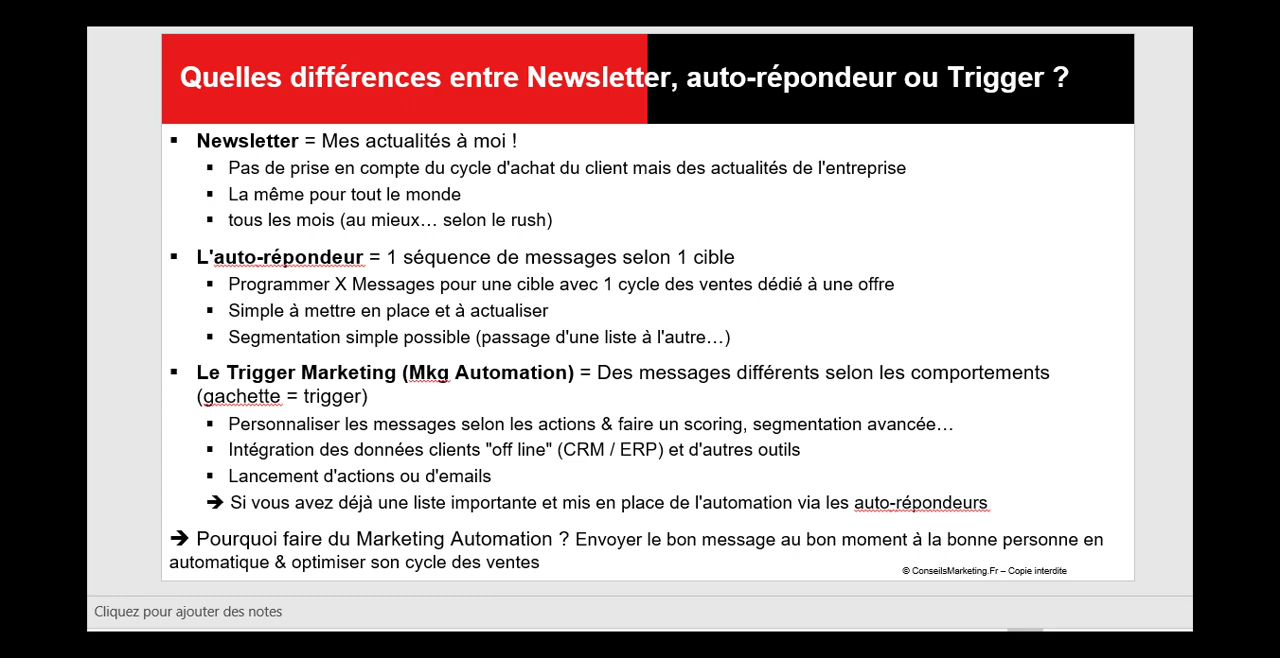 Quelles différences entre Newsletter, auto-répondeur ou Trigger ?
▪ Newsletter = Mes actualités à moi !
▪ Pas de prise en compte du cycle d'achat du client mais des actualités de l'entreprise
▪ La même pour tout le monde
▪ tous les mois (au mieux… selon le rush)
▪ L'auto-répondeur = 1 séquence de messages selon 1 cible
▪ Programmer X Messages pour une cible avec 1 cycle des ventes dédié à une offre
▪ Simple à mettre en place et à actualiser
▪ Segmentation simple possible (passage d'une liste à l'autre…)
▪ Le Trigger Marketing (Mkg Automation) = Des messages différents selon les comportements
(gachette = trigger)
▪ Personnaliser les messages selon les actions & faire un scoring, segmentation avancée…
▪ Intégration des données clients "off line" (CRM / ERP) et d'autres outils
▪ Lancement d'actions ou d'emails
➔ Si vous avez déjà une liste importante et mis en place de l'automation via les auto-répondeurs
➔ Pourquoi faire du Marketing Automation ? Envoyer le bon message au bon moment à la bonne personne en
automatique & optimiser son cycle des ventes
© ConseilsMarketing.Fr – Copie interdite
Cliquez pour ajouter des notes